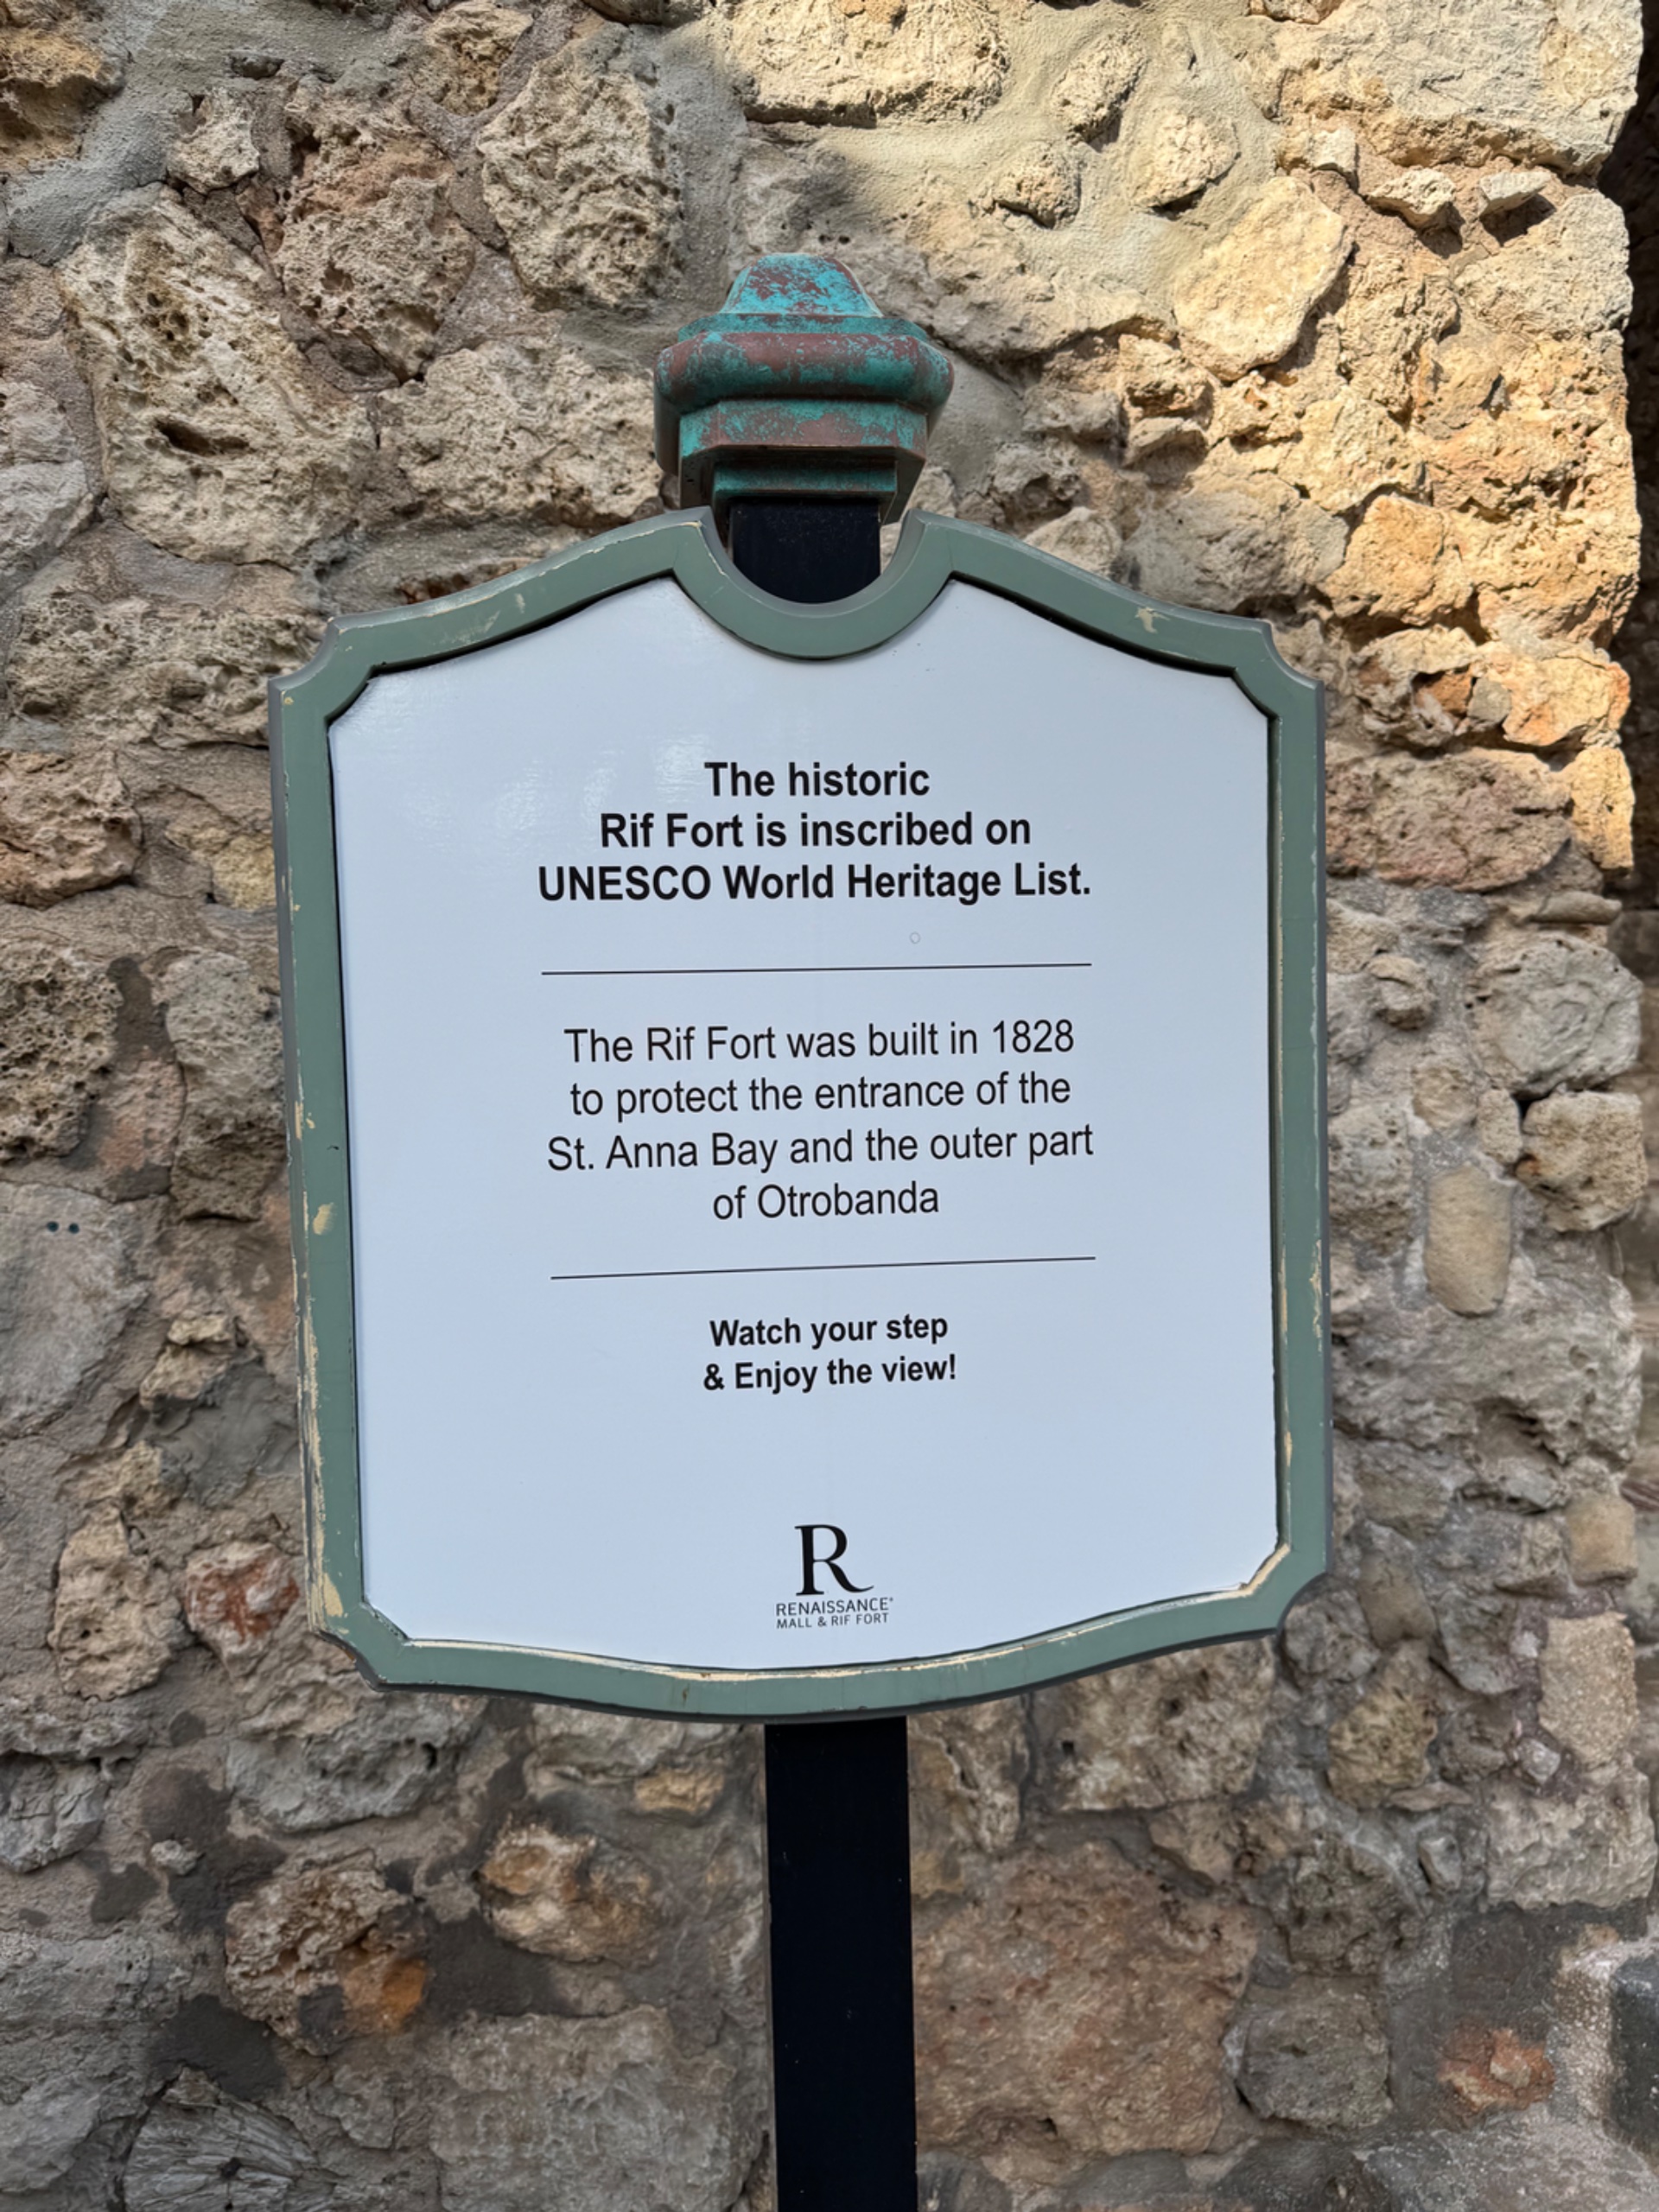 The historic
Rif Fort is inscribed on
UNESCO World Heritage List.
The Rif Fort was built in 1828
to protect the entrance of the
St. Anna Bay and the outer part
of Otrobanda
Watch your step
& Enjoy the view!
R
RENAISSANCE®
MALL & RIF FORT